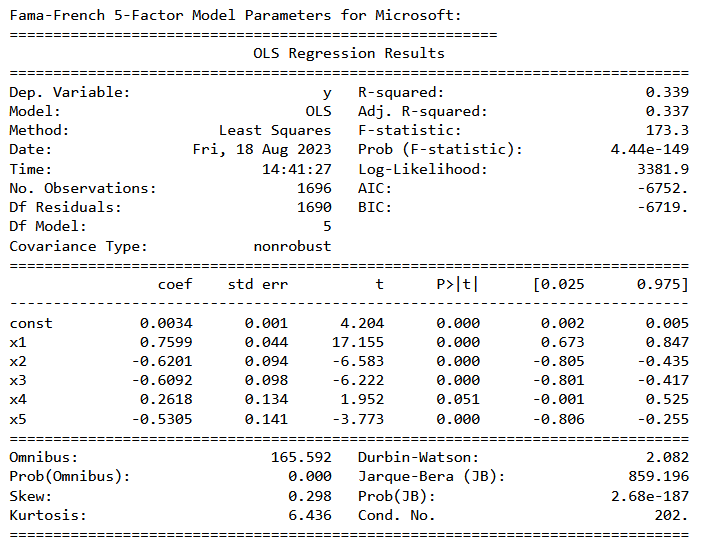 Fama-French 5-Factor Model Parameters for Microsoft:
=========================================================
OLS Regression Results
==============================================================================
Dep. Variable: y R-squared: 0.339
Model: OLS Adj. R-squared: 0.337
Method: Least Squares F-statistic: 173.3
Date: Fri, 18 Aug 2023 Prob (F-statistic): 4.44e-149
Time: 14:41:27 Log-Likelihood: 3381.9
No. Observations: 1696 AIC: -6752.
Df Residuals: 1690 BIC: -6719.
Df Model: 5
Covariance Type: nonrobust
==============================================================================
coef std err t P>|t| [0.025 0.975]
------------------------------------------------------------------------------
const 0.0034 0.001 4.204 0.000 0.002 0.005
x1 0.7599 0.044 17.155 0.000 0.673 0.847
x2 -0.6201 0.094 -6.583 0.000 -0.805 -0.435
x3 -0.6092 0.098 -6.222 0.000 -0.801 -0.417
x4 0.2618 0.134 1.952 0.051 -0.001 0.525
x5 -0.5305 0.141 -3.773 0.000 -0.806 -0.255
==============================================================================
Omnibus: 165.592 Durbin-Watson: 2.082
Prob(Omnibus): 0.000 Jarque-Bera (JB): 859.196
Skew: 0.298 Prob(JB): 2.68e-187
Kurtosis: 6.436 Cond. No. 202.
==============================================================================